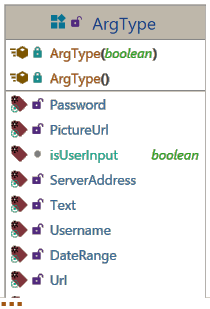 ArgType
ArgType(boolean)
ArgType()
Password
PictureUrl
isUserInput boolean
ServerAddress
Text
Username
DateRange
Url